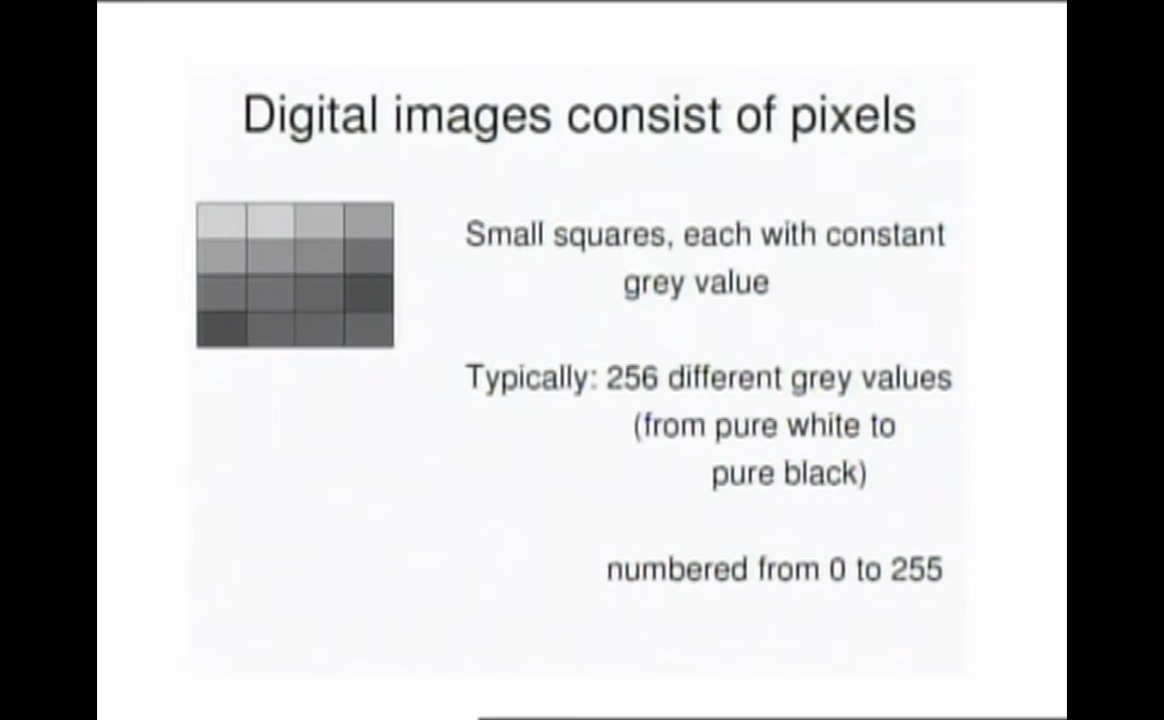 Digital images consist of pixels
Small squares, each with constant
grey value
Typically: 256 different grey values
(from pure white to
pure black)
numbered from 0 to 255